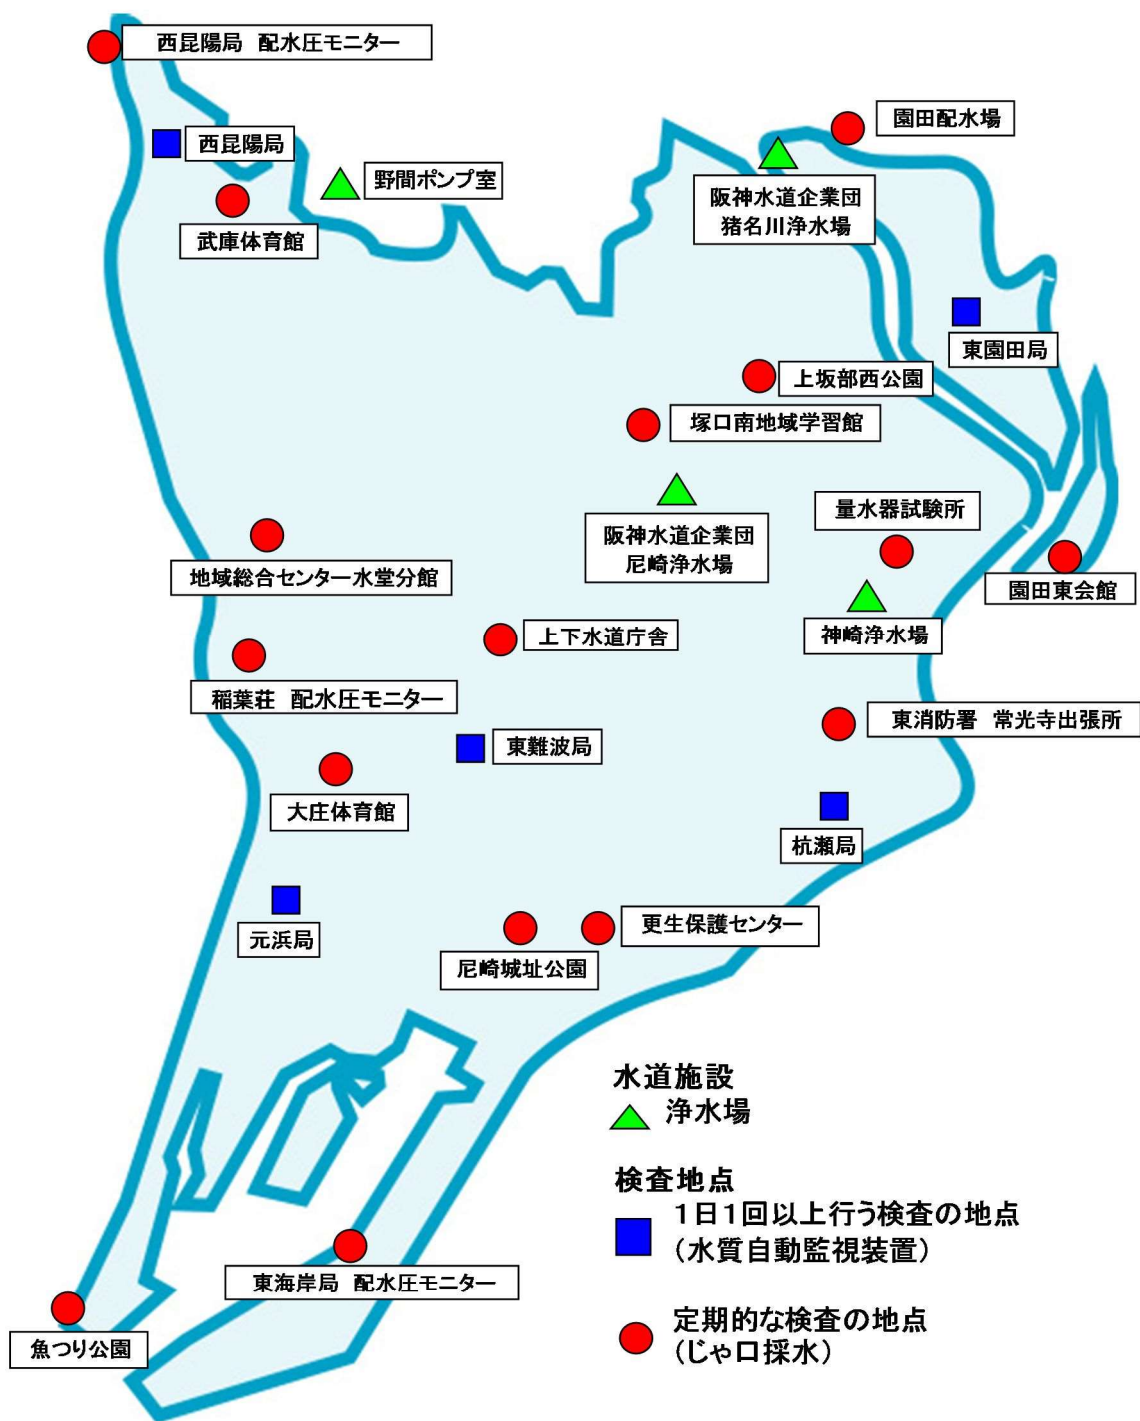 西昆陽局 配水圧モニター
園田配水場
西昆陽局
野間ポンプ室
阪神水道企業団
猪名川浄水場
武庫体育館
東園田局
上坂部西公園
塚口南地域学習館
量水器試験所
阪神水道企業団
尼崎浄水場
地域総合センター水堂分館
園田東会館
神崎浄水場
上下水道庁舎
稲葉荘 配水圧モニター
東消防署 常光寺出張所
東難波局
大庄体育館
杭瀬局
元浜局
更生保護センター
尼崎城址公園
水道施設
浄水場
検査地点
1日1回以上行う検査の地点
(水質自動監視装置)
東海岸局 配水圧モニター
定期的な検査の地点
(じゃ口採水)
魚つり公園